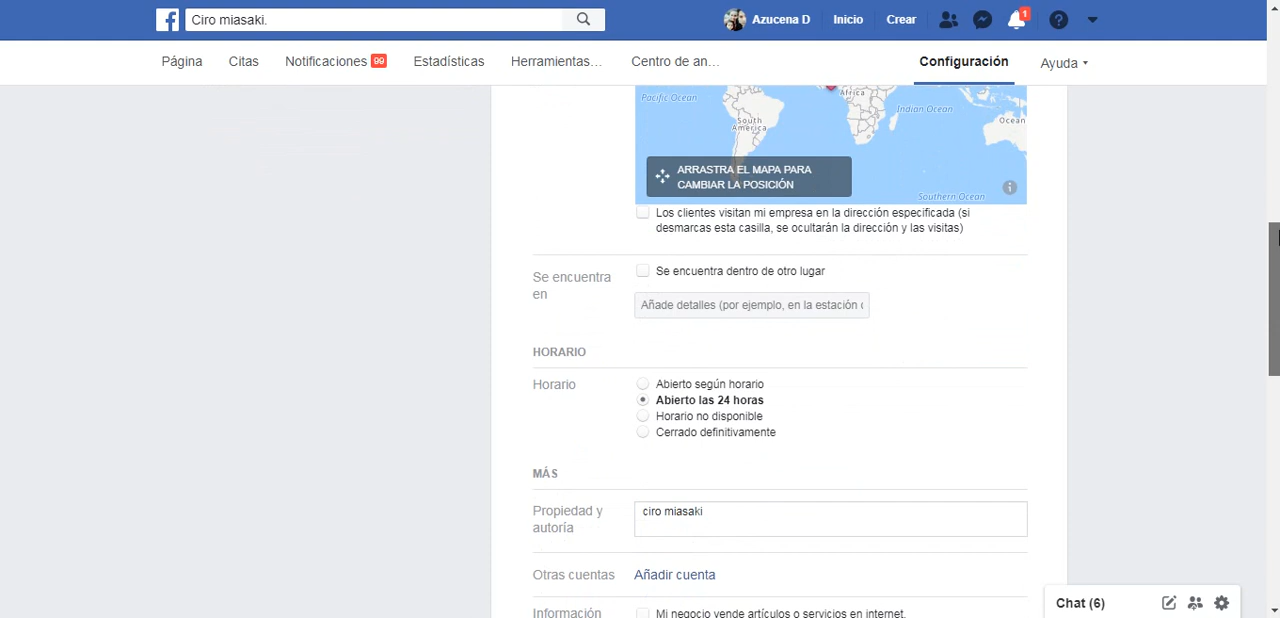 f
Ciro miasaki.
Azucena D
Inicio
Crear
1
Página
Citas
Notificaciones 99
Estadísticas
Herramientas...
Centro de an...
Configuración
Ayuda
Pacific Ocean
Africa
South
America
Indian Ocean
Ocean
ARRASTRA EL MAPA PARA
CAMBIAR LA POSICIÓN
Southern Ocean
Los clientes visitan mi empresa en la dirección especificada (si
desmarcas esta casilla, se ocultarán la dirección y las visitas)
Se encuentra
en
Se encuentra dentro de otro lugar
Añade detalles (por ejemplo, en la estación
HORARIO
Horario
Abierto según horario
Abierto las 24 horas
Horario no disponible
Cerrado definitivamente
MÁS
Propiedad y
autoría
ciro miasaki
Otras cuentas
Añadir cuenta
Información
Mi negocio vende artículos o servicios en internet.
Chat (6)